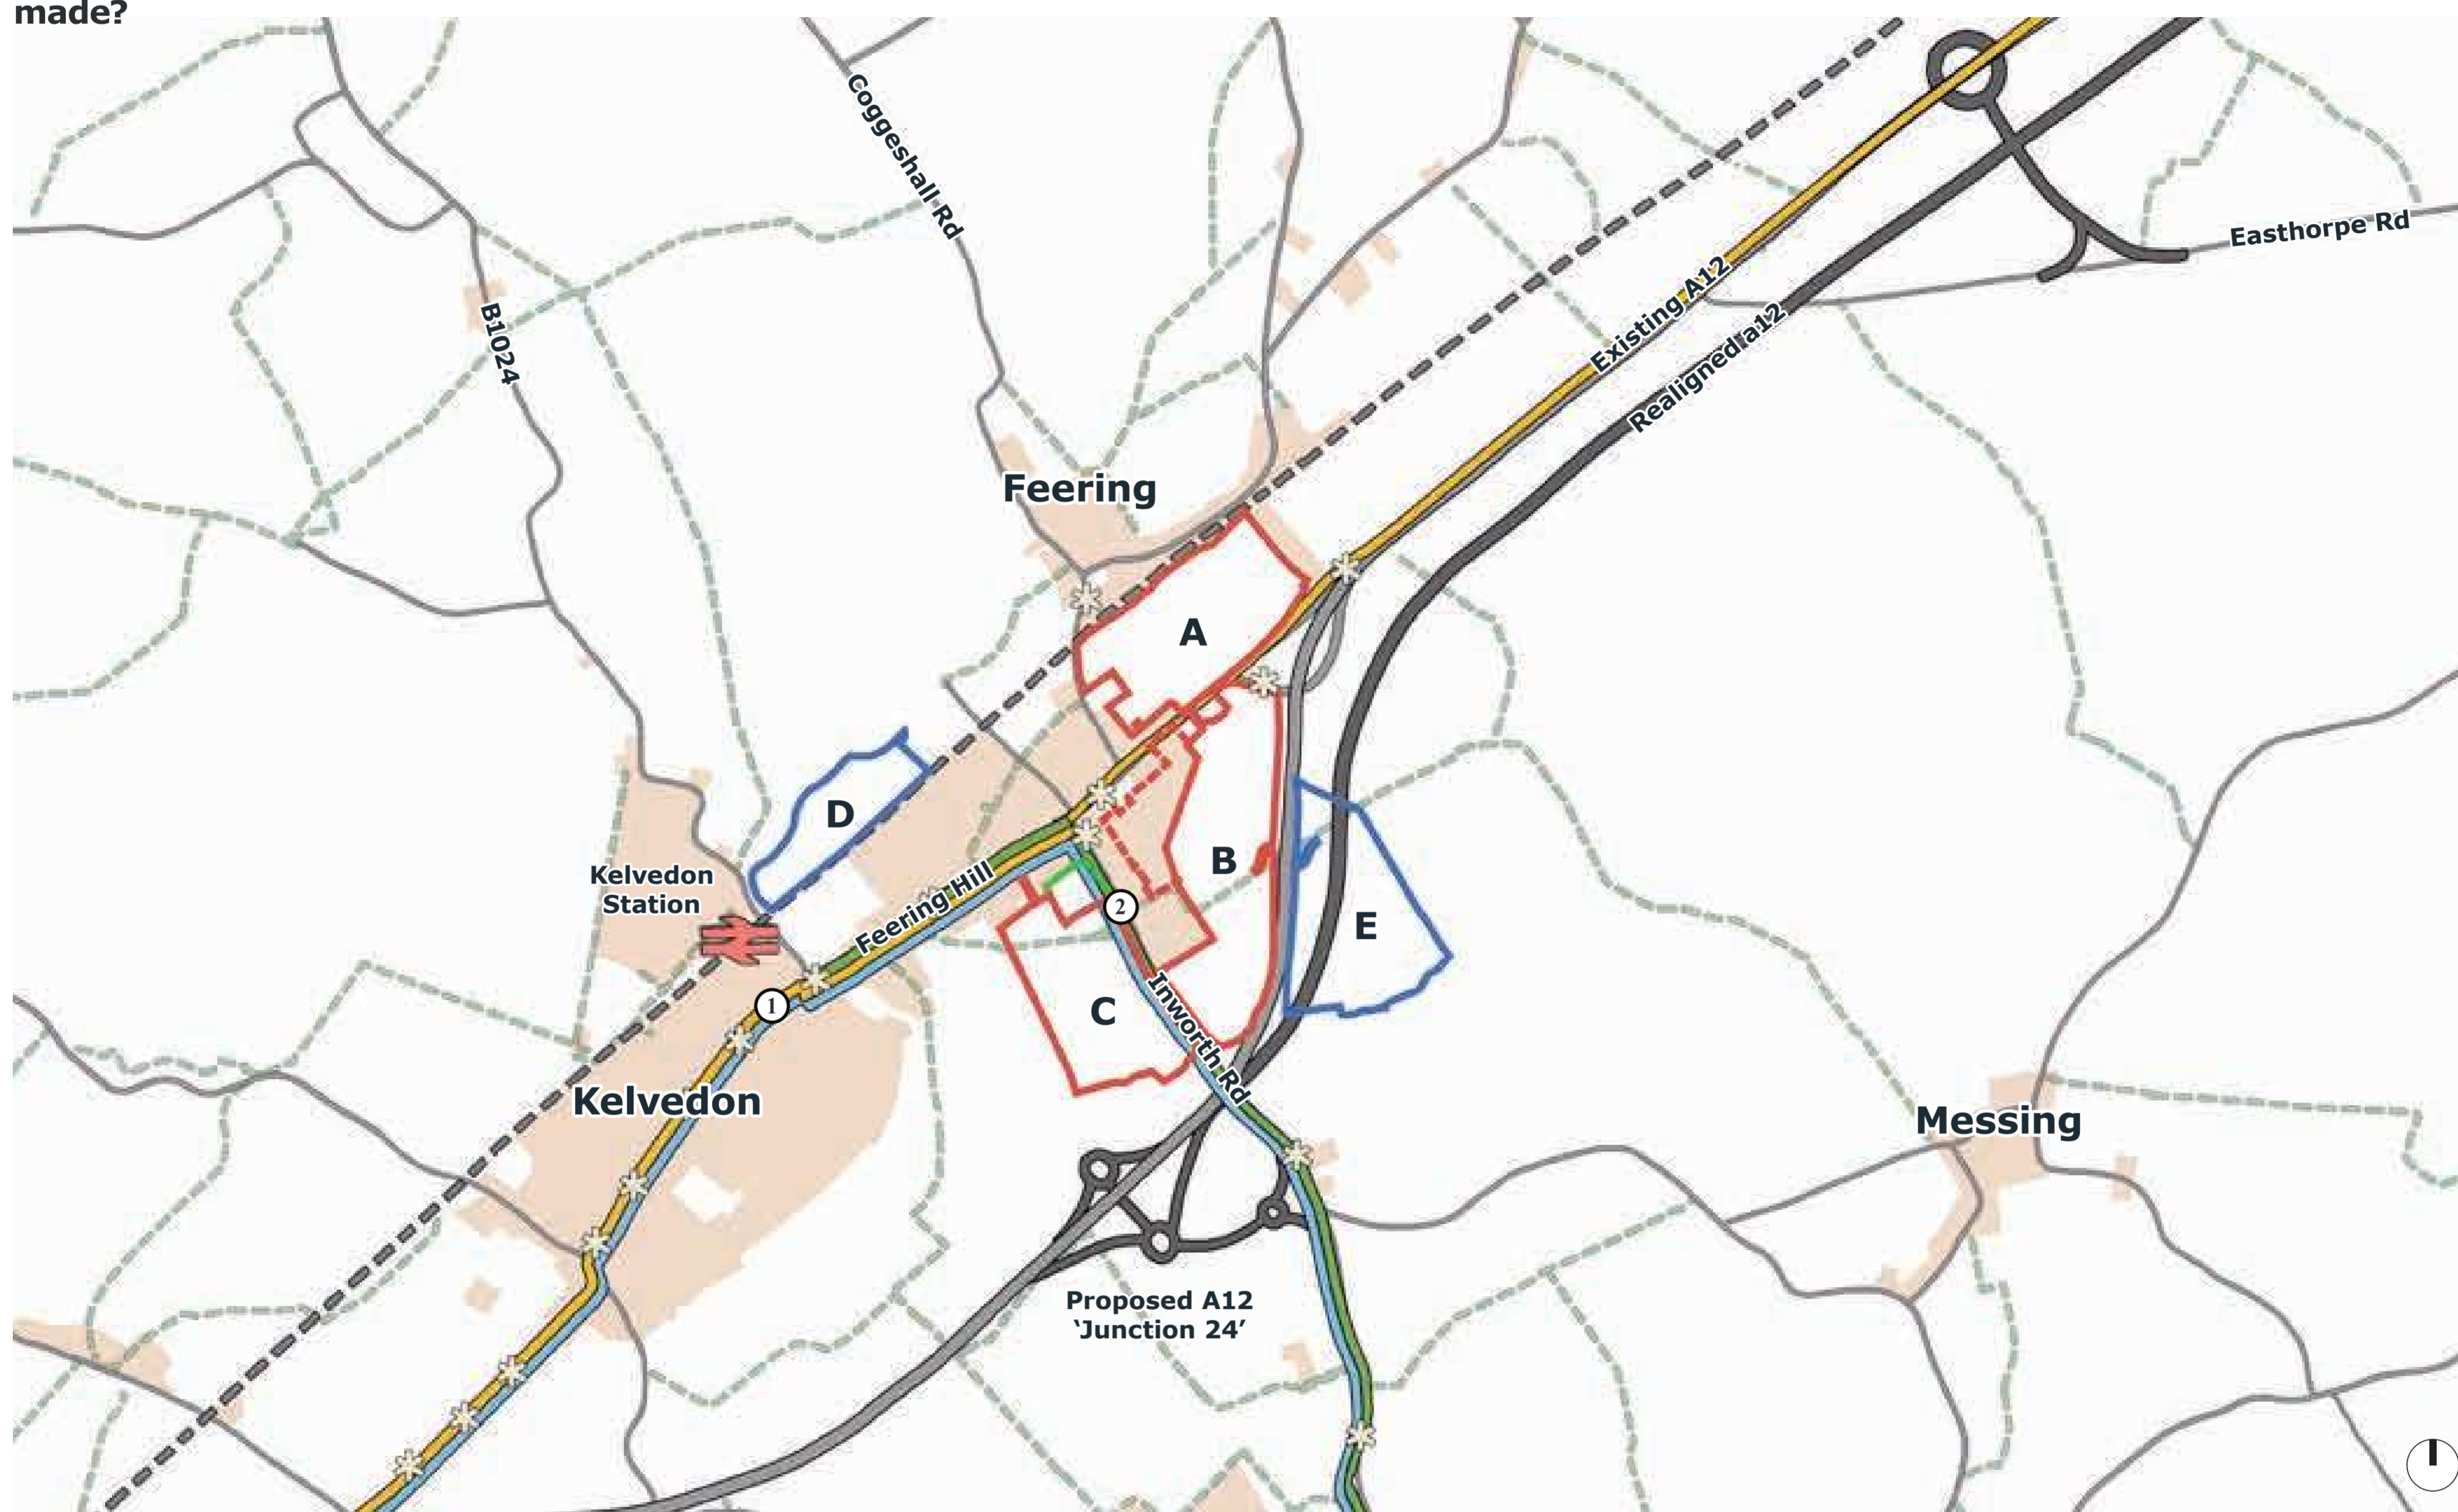 made?
Coggeshall Rd
Easthorpe Rd
B1024
Existing A12
Realigned a12
Feering
A
D
B
Kelvedon
Station
Feering Hill
2
E
1
C
Inworth Rd
Kelvedon
Messing
Proposed A12
‘Junction 24’